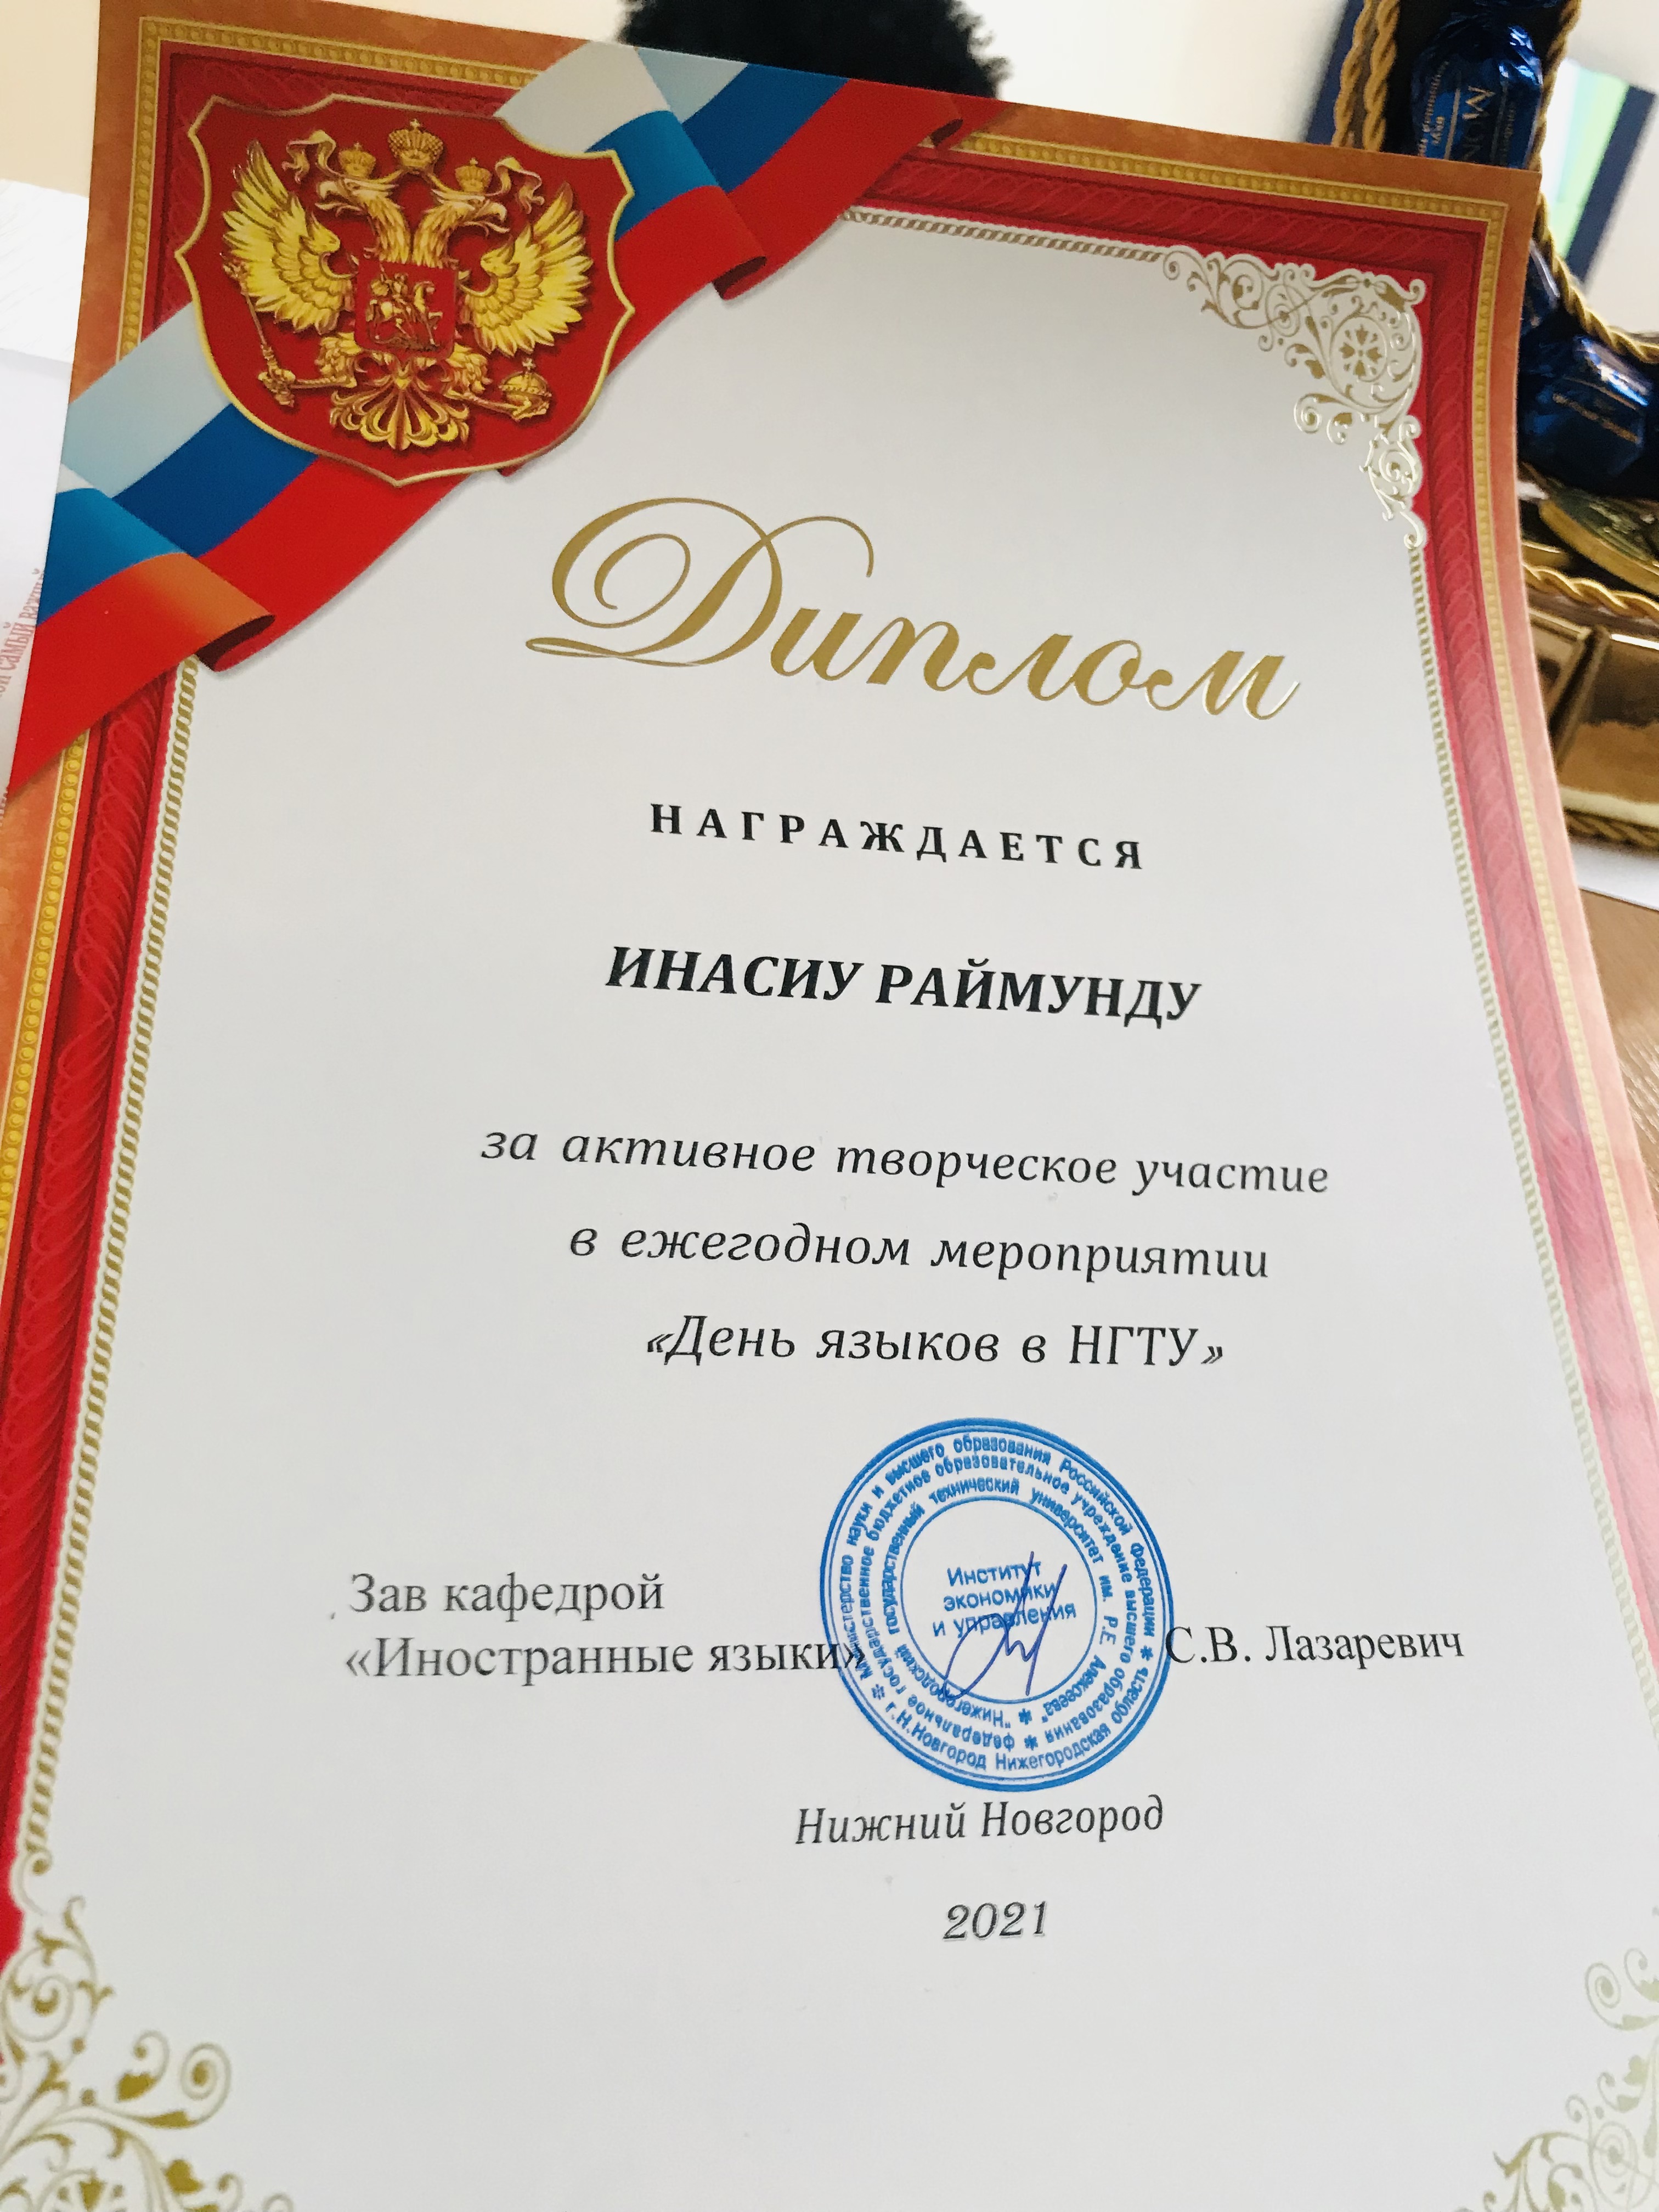 Диплом
НАГРАЖДАЕТСЯ
ИНАСИУ РАЙМУНДУ
за активное творческое участие
в ежегодном мероприятии
«День языков в НГТУ»
Зав кафедрой
«Иностранные языки»
С.В. Лазаревич
Министерство науки и высшего образования Российской Федерации * г.Н.Новгород Нижегородская область *
федеральное государственное бюджетное образовательное учреждение высшего образования *
"Нижегородский государственный технический университет им. Р.Е. Алексеева" *
Институт
экономики
и управления
Нижний Новгород
2021
самый важный